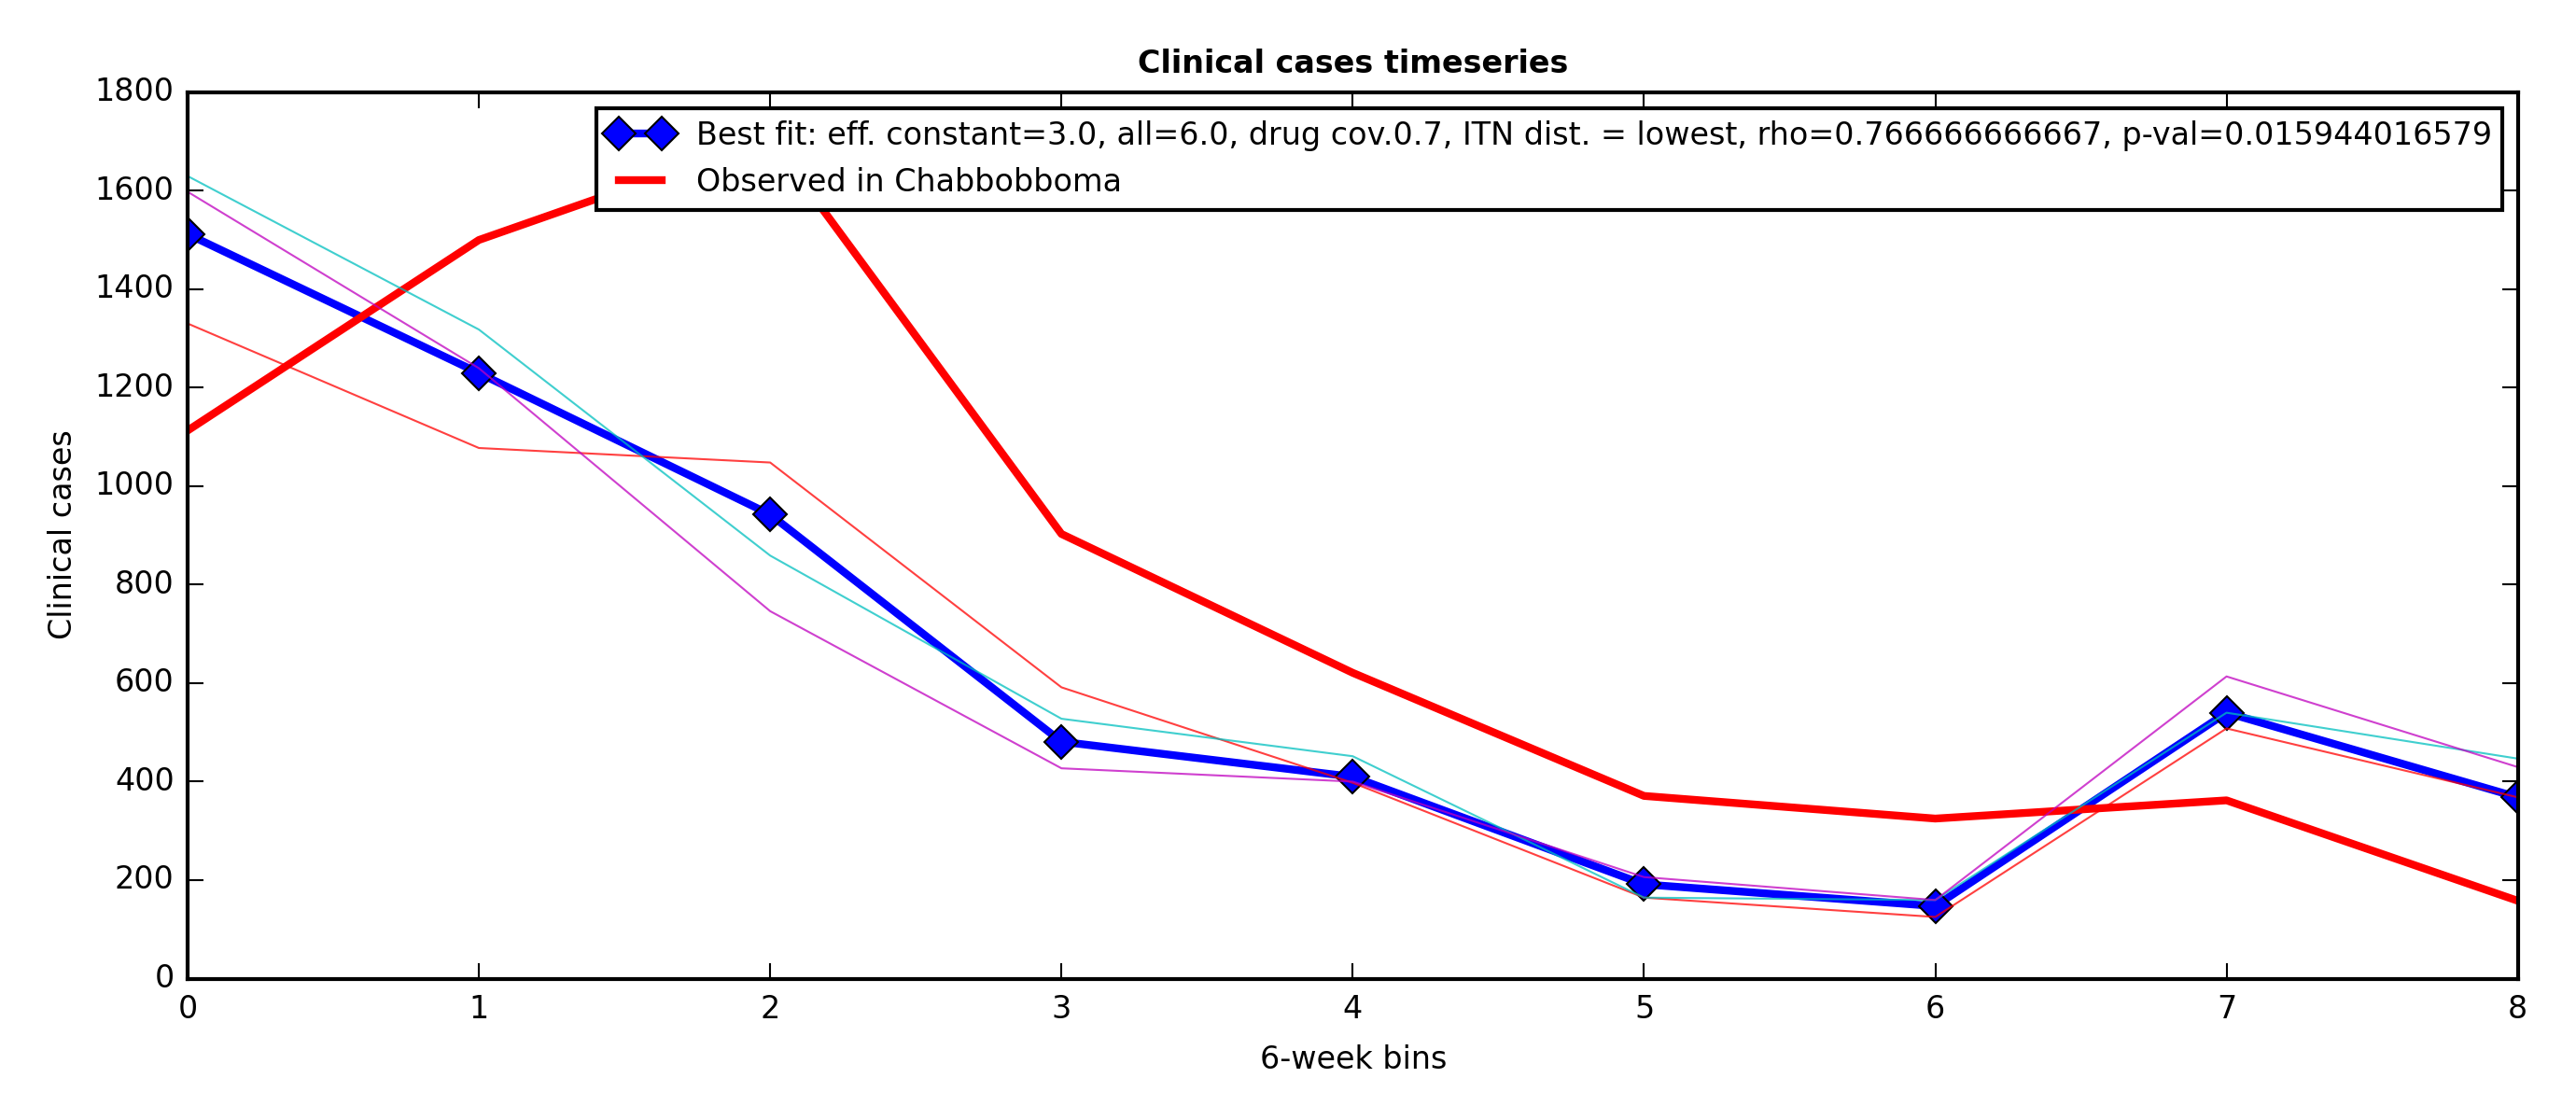 Clinical cases timeseries
Best fit: eff. constant=3.0, all=6.0, drug cov.0.7, ITN dist. = lowest, rho=0.766666666667, p-val=0.015944016579
Observed in Chabbobboma
1800
1600
1400
1200
1000
800
600
400
200
0
Clinical cases
0 1 2 3 4 5 6 7 8
6-week bins